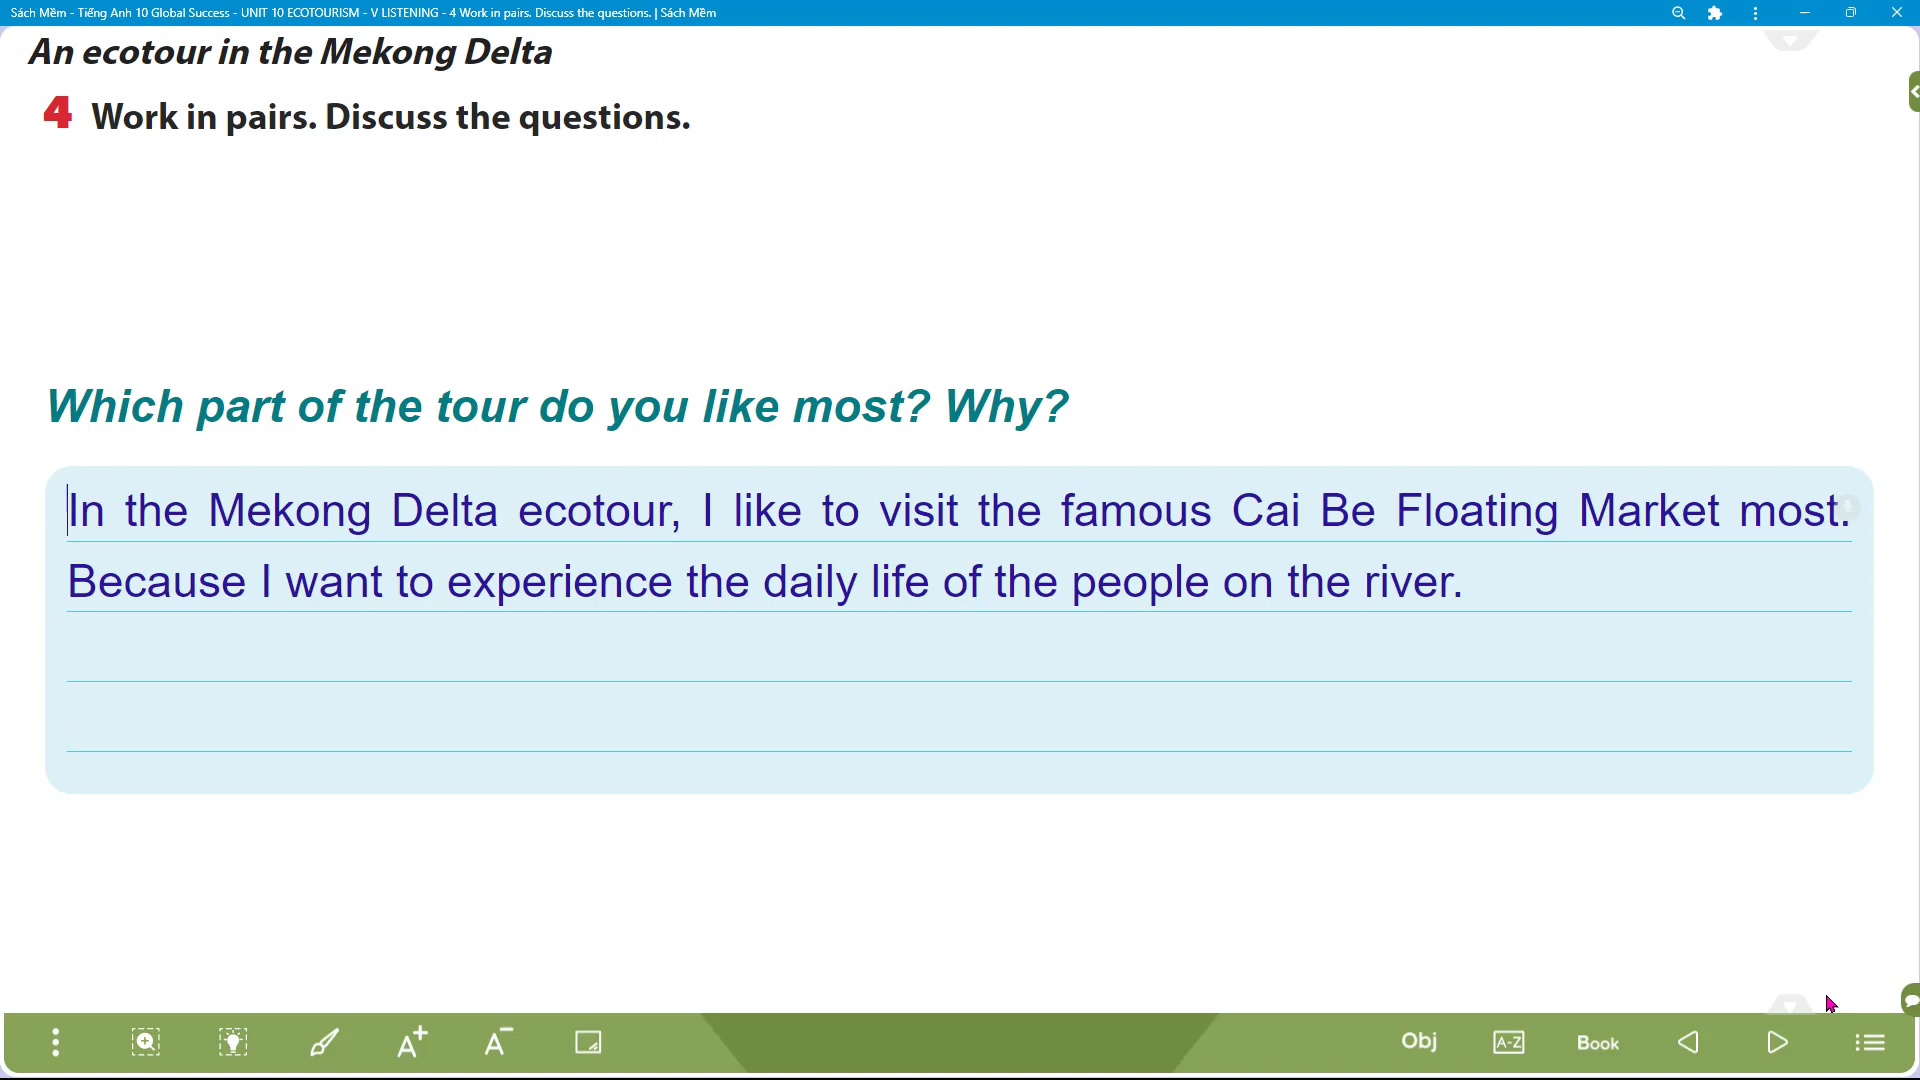 Sách Mềm - Tiếng Anh 10 Global Success - UNIT 10 ECOTOURISM - V LISTENING - 4 Work in pairs. Discuss the questions. | Sách Mềm
An ecotour in the Mekong Delta
4 Work in pairs. Discuss the questions.
Which part of the tour do you like most? Why?
In the Mekong Delta ecotour, I like to visit the famous Cai Be Floating Market most.
Because I want to experience the daily life of the people on the river.
A+ A- Obj A-Z Book